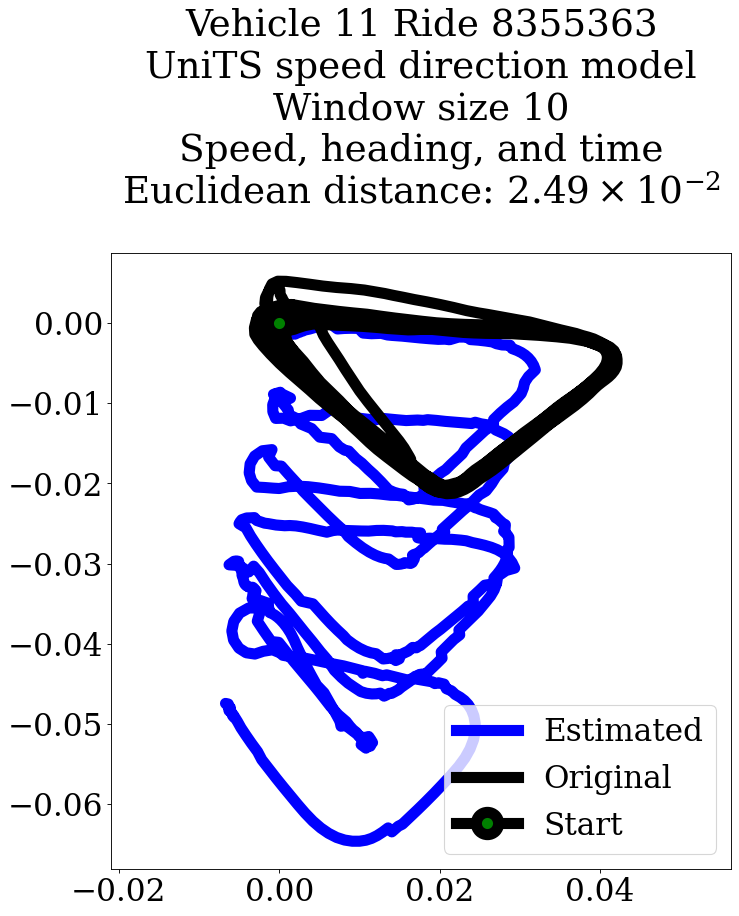 Vehicle 11 Ride 8355363
UniTS speed direction model
Window size 10
Speed, heading, and time
Euclidean distance: 2.49 × 10⁻²
0.00
−0.01
−0.02
−0.03
−0.04
−0.05
−0.06
Estimated
Original
Start
−0.02 0.00 0.02 0.04